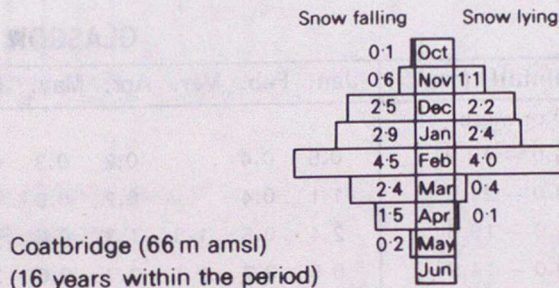 Snow falling Snow lying
0·1 Oct
0·6 Nov 1·1
2·5 Dec 2·2
2·9 Jan 2·4
4·5 Feb 4·0
2·4 Mar 0·4
1·5 Apr 0·1
0·2 May
Jun
Coatbridge (66m amsl)
(16 years within the period)